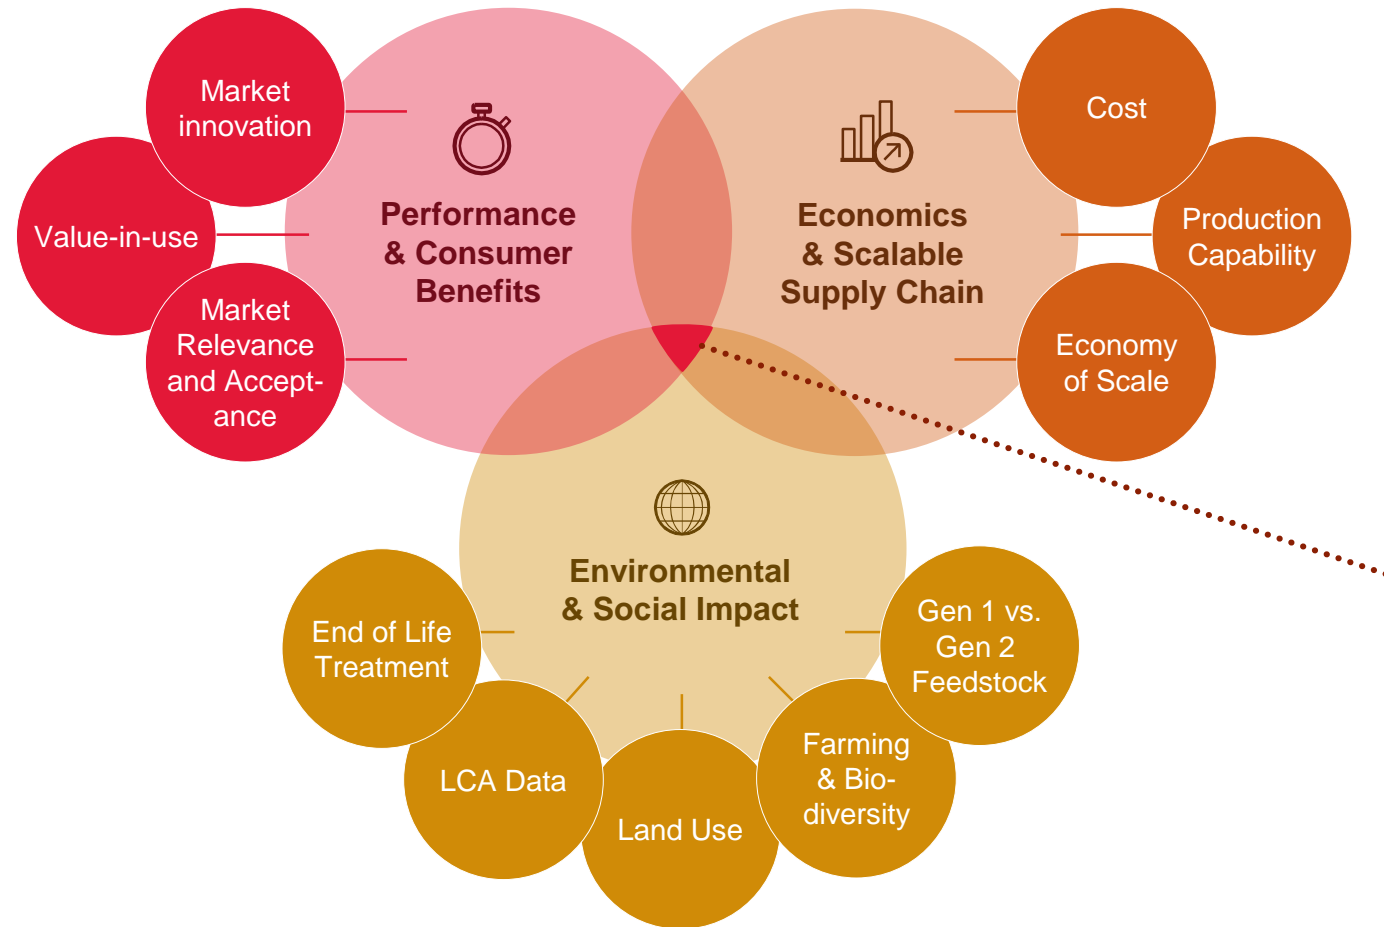 Market
innovation
Value-in-use
Market
Relevance
and Accept-
ance
Performance
& Consumer
Benefits
Economics
& Scalable
Supply Chain
Cost
Production
Capability
Economy
of Scale
Environmental
& Social Impact
End of Life
Treatment
LCA Data
Land Use
Farming
& Bio-
diversity
Gen 1 vs.
Gen 2
Feedstock